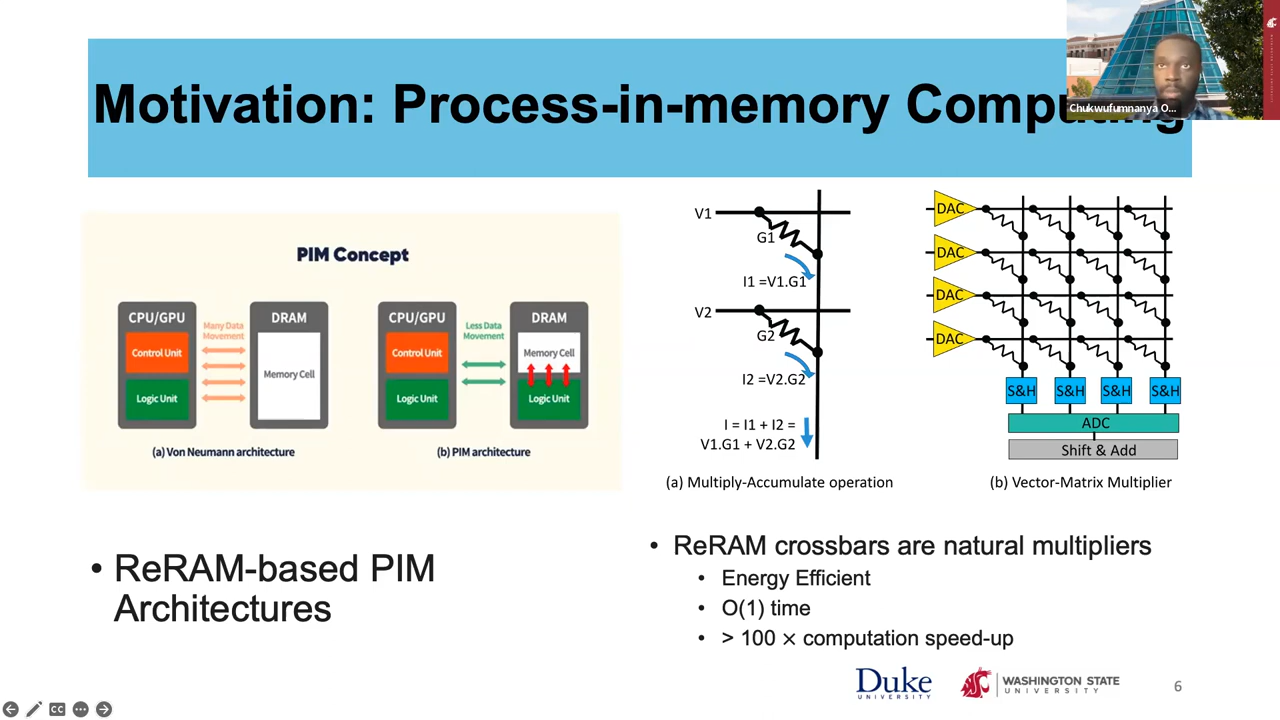 Motivation: Process-in-memory Computing
Chukwufumnanya O...
PIM Concept
CPU/GPU
Control Unit
Logic Unit
Many Data
Movement
DRAM
Memory Cell
(a) Von Neumann architecture
CPU/GPU
Control Unit
Logic Unit
Less Data
Movement
DRAM
Memory Cell
Logic Unit
(b) PIM architecture
V1
G1
I1 =V1.G1
V2
G2
I2 =V2.G2
I = I1 + I2 =
V1.G1 + V2.G2
(a) Multiply-Accumulate operation
DAC
DAC
DAC
DAC
S&H S&H S&H S&H
ADC
Shift & Add
(b) Vector-Matrix Multiplier
• ReRAM-based PIM
Architectures
• ReRAM crossbars are natural multipliers
• Energy Efficient
• O(1) time
• > 100 × computation speed-up
Duke
UNIVERSITY
WASHINGTON STATE
UNIVERSITY
6
CC